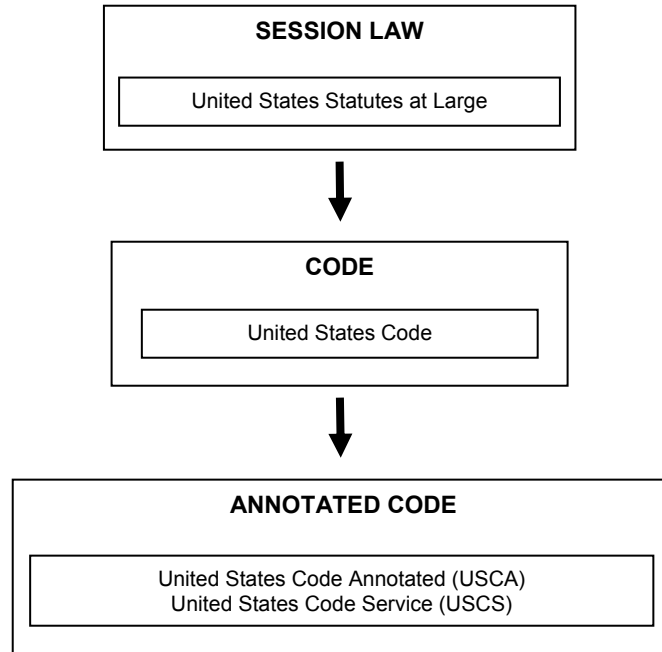 SESSION LAW
United States Statutes at Large
CODE
United States Code
ANNOTATED CODE
United States Code Annotated (USCA)
United States Code Service (USCS)